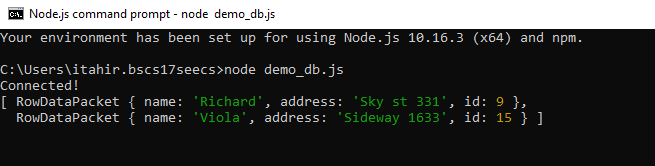 Node.js command prompt - node  demo_db.js
Your environment has been set up for using Node.js 10.16.3 (x64) and npm.
C:\Users\itahir.bscs17seecs>node demo_db.js
Connected!
[ RowDataPacket { name: 'Richard', address: 'Sky st 331', id: 9 },
  RowDataPacket { name: 'Viola', address: 'Sideway 1633', id: 15 } ]